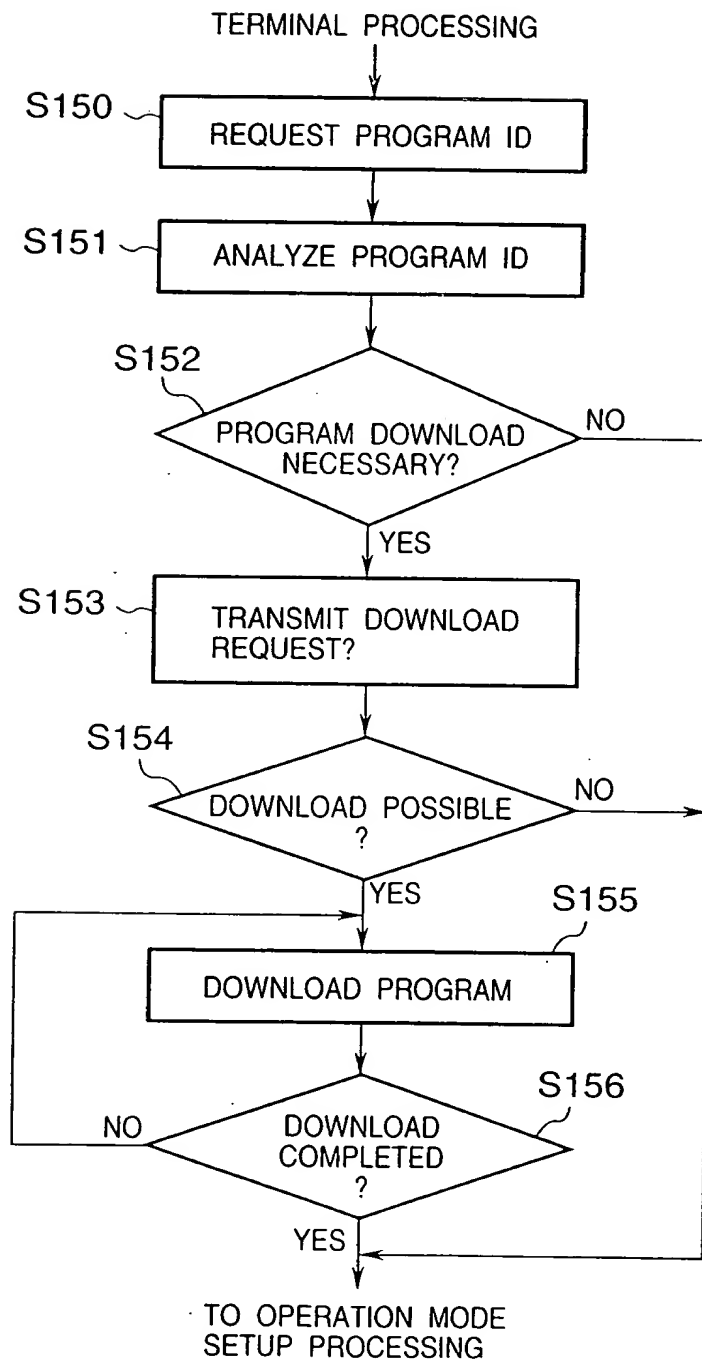 TERMINAL PROCESSING
S150
REQUEST PROGRAM ID
S151
ANALYZE PROGRAM ID
S152
PROGRAM DOWNLOAD
NECESSARY?
NO
YES
S153
TRANSMIT DOWNLOAD
REQUEST?
S154
DOWNLOAD POSSIBLE
?
NO
YES
S155
DOWNLOAD PROGRAM
S156
DOWNLOAD
COMPLETED
?
NO
YES
TO OPERATION MODE
SETUP PROCESSING